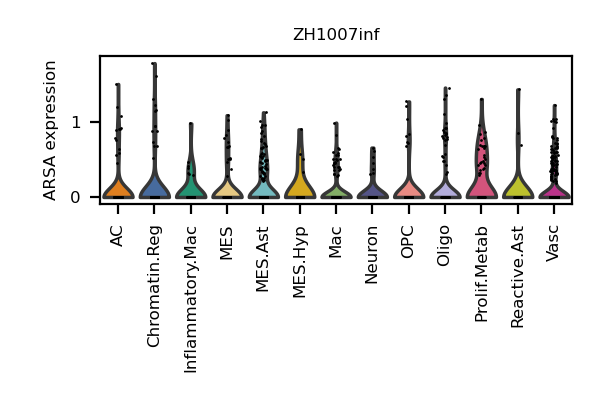 ZH1007inf
ARSA expression
1
0
AC
Chromatin.Reg
Inflammatory.Mac
MES
MES.Ast
MES.Hyp
Mac
Neuron
OPC
Oligo
Prolif.Metab
Reactive.Ast
Vasc